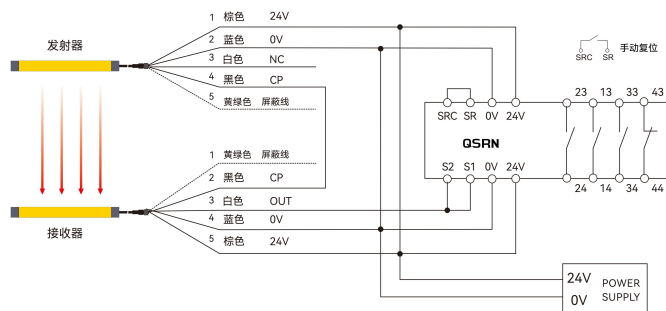 发射器
1 棕色 24V
2 蓝色 0V
3 白色 NC
4 黑色 CP
5 黄绿色 屏蔽线
接收器
1 黄绿色 屏蔽线
2 黑色 CP
3 白色 OUT
4 蓝色 0V
5 棕色 24V
SRC SR
手动复位
23 13 33 43
SRC SR 0V 24V
QSRN
S2 S1 0V 24V
24 14 34 44
24V
0V
POWER
SUPPLY